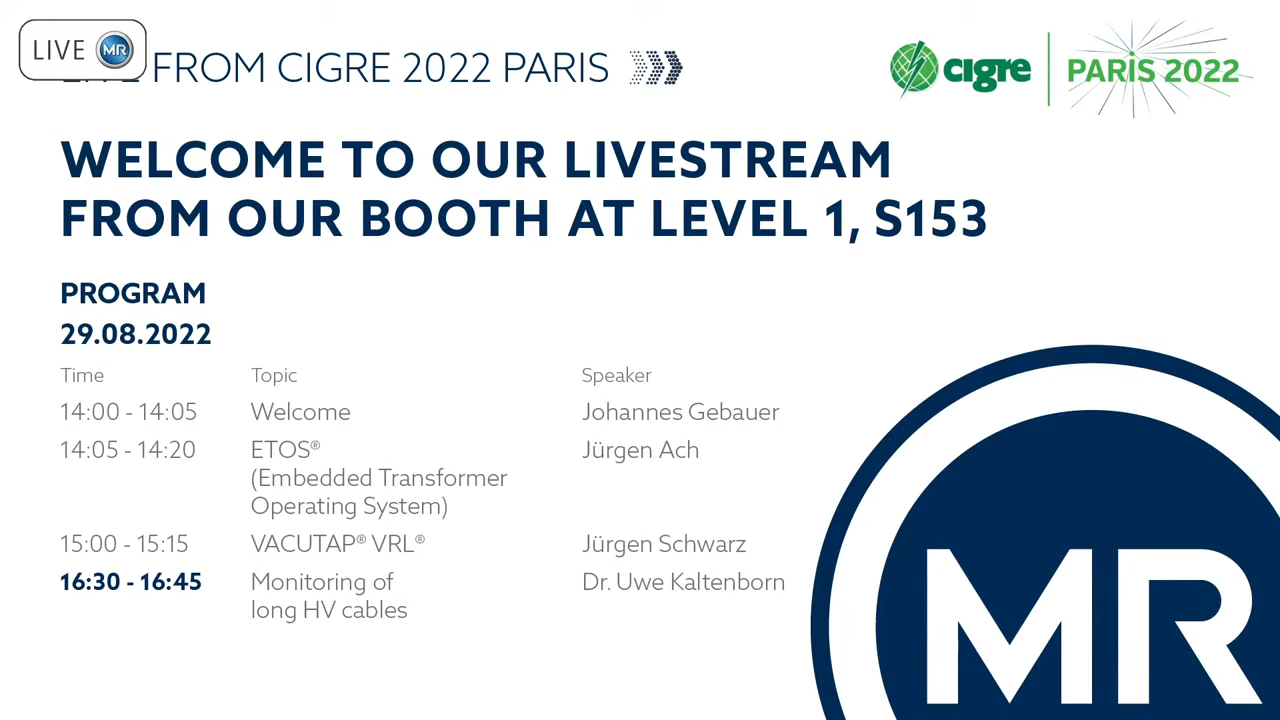 LIVE MR
LIVE FROM CIGRE 2022 PARIS
cigre PARIS 2022
WELCOME TO OUR LIVESTREAM
FROM OUR BOOTH AT LEVEL 1, S153
PROGRAM
29.08.2022
Time Topic Speaker
14:00 - 14:05 Welcome Johannes Gebauer
14:05 - 14:20 ETOS® Jürgen Ach
(Embedded Transformer
Operating System)
15:00 - 15:15 VACUTAP® VRL® Jürgen Schwarz
16:30 - 16:45 Monitoring of Dr. Uwe Kaltenborn
long HV cables
MR